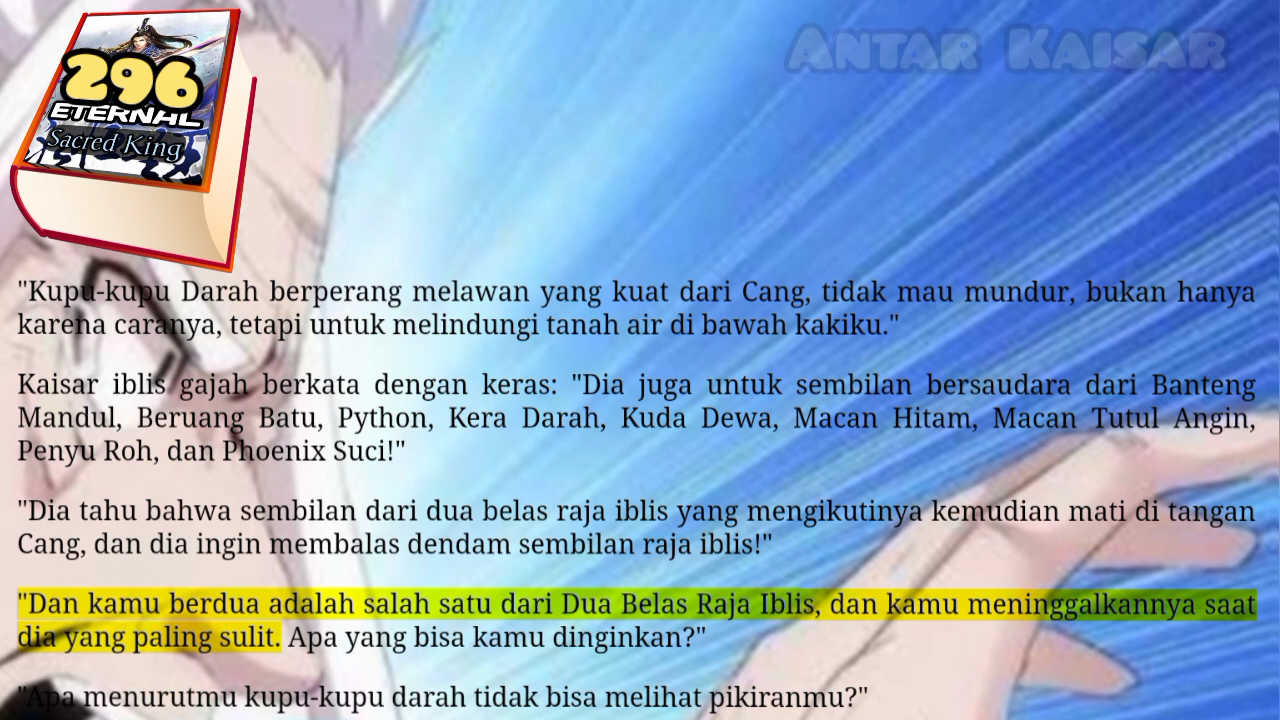 Antar Kaisar
296
ETERNAL
Sacred King
"Kupu-kupu Darah berperang melawan yang kuat dari Cang, tidak mau mundur, bukan hanya
karena caranya, tetapi untuk melindungi tanah air di bawah kakiku."
Kaisar iblis gajah berkata dengan keras: "Dia juga untuk sembilan bersaudara dari Banteng
Mandul, Beruang Batu, Python, Kera Darah, Kuda Dewa, Macan Hitam, Macan Tutul Angin,
Penyu Roh, dan Phoenix Suci!"
"Dia tahu bahwa sembilan dari dua belas raja iblis yang mengikutinya kemudian mati di tangan
Cang, dan dia ingin membalas dendam sembilan raja iblis!"
"Dan kamu berdua adalah salah satu dari Dua Belas Raja Iblis, dan kamu meninggalkannya saat
dia yang paling sulit. Apa yang bisa kamu dinginkan?"
"Apa menurutmu kupu-kupu darah tidak bisa melihat pikiranmu?"